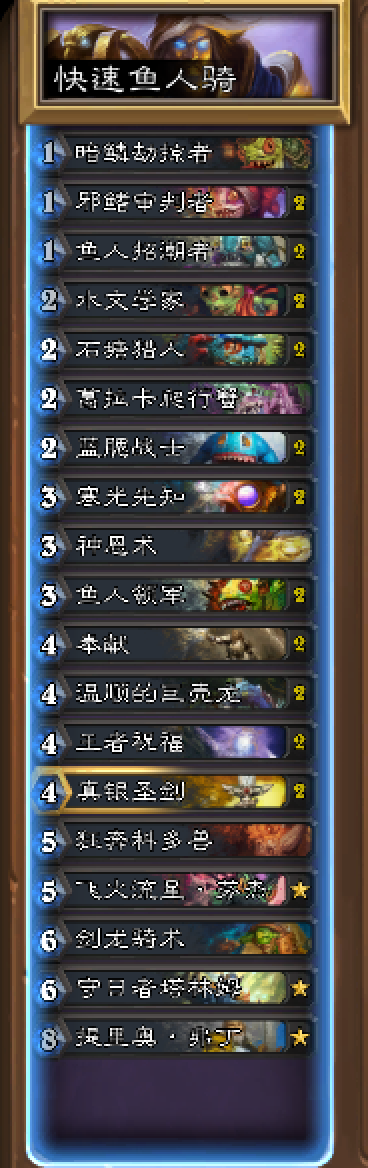 快速鱼人骑
1 暗鳞劫掠者
1 邪鳍审判者 2
1 鱼人招潮者 2
2 水文学家 2
2 石塘猎人 2
2 葛拉卡爬行蟹
2 蓝腮战士 2
3 寒光先知 2
3 神恩术
3 鱼人领军 2
4 奉献 2
4 温顺的巨壳龙 2
4 王者祝福 2
4 真银圣剑 2
5 狂奔科多兽
5 飞火流星·苏杰
6 剑龙骑术
6 守日者塔林姆
8 提里奥·弗丁